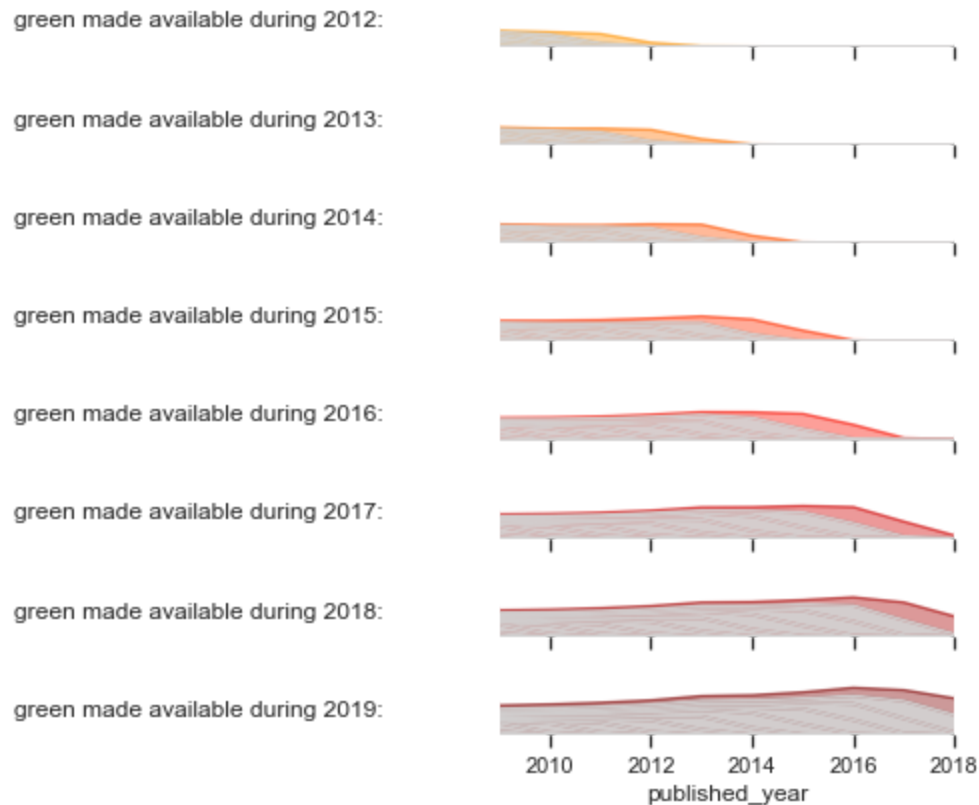 green made available during 2012:
green made available during 2013:
green made available during 2014:
green made available during 2015:
green made available during 2016:
green made available during 2017:
green made available during 2018:
green made available during 2019:
2010 2012 2014 2016 2018
published_year